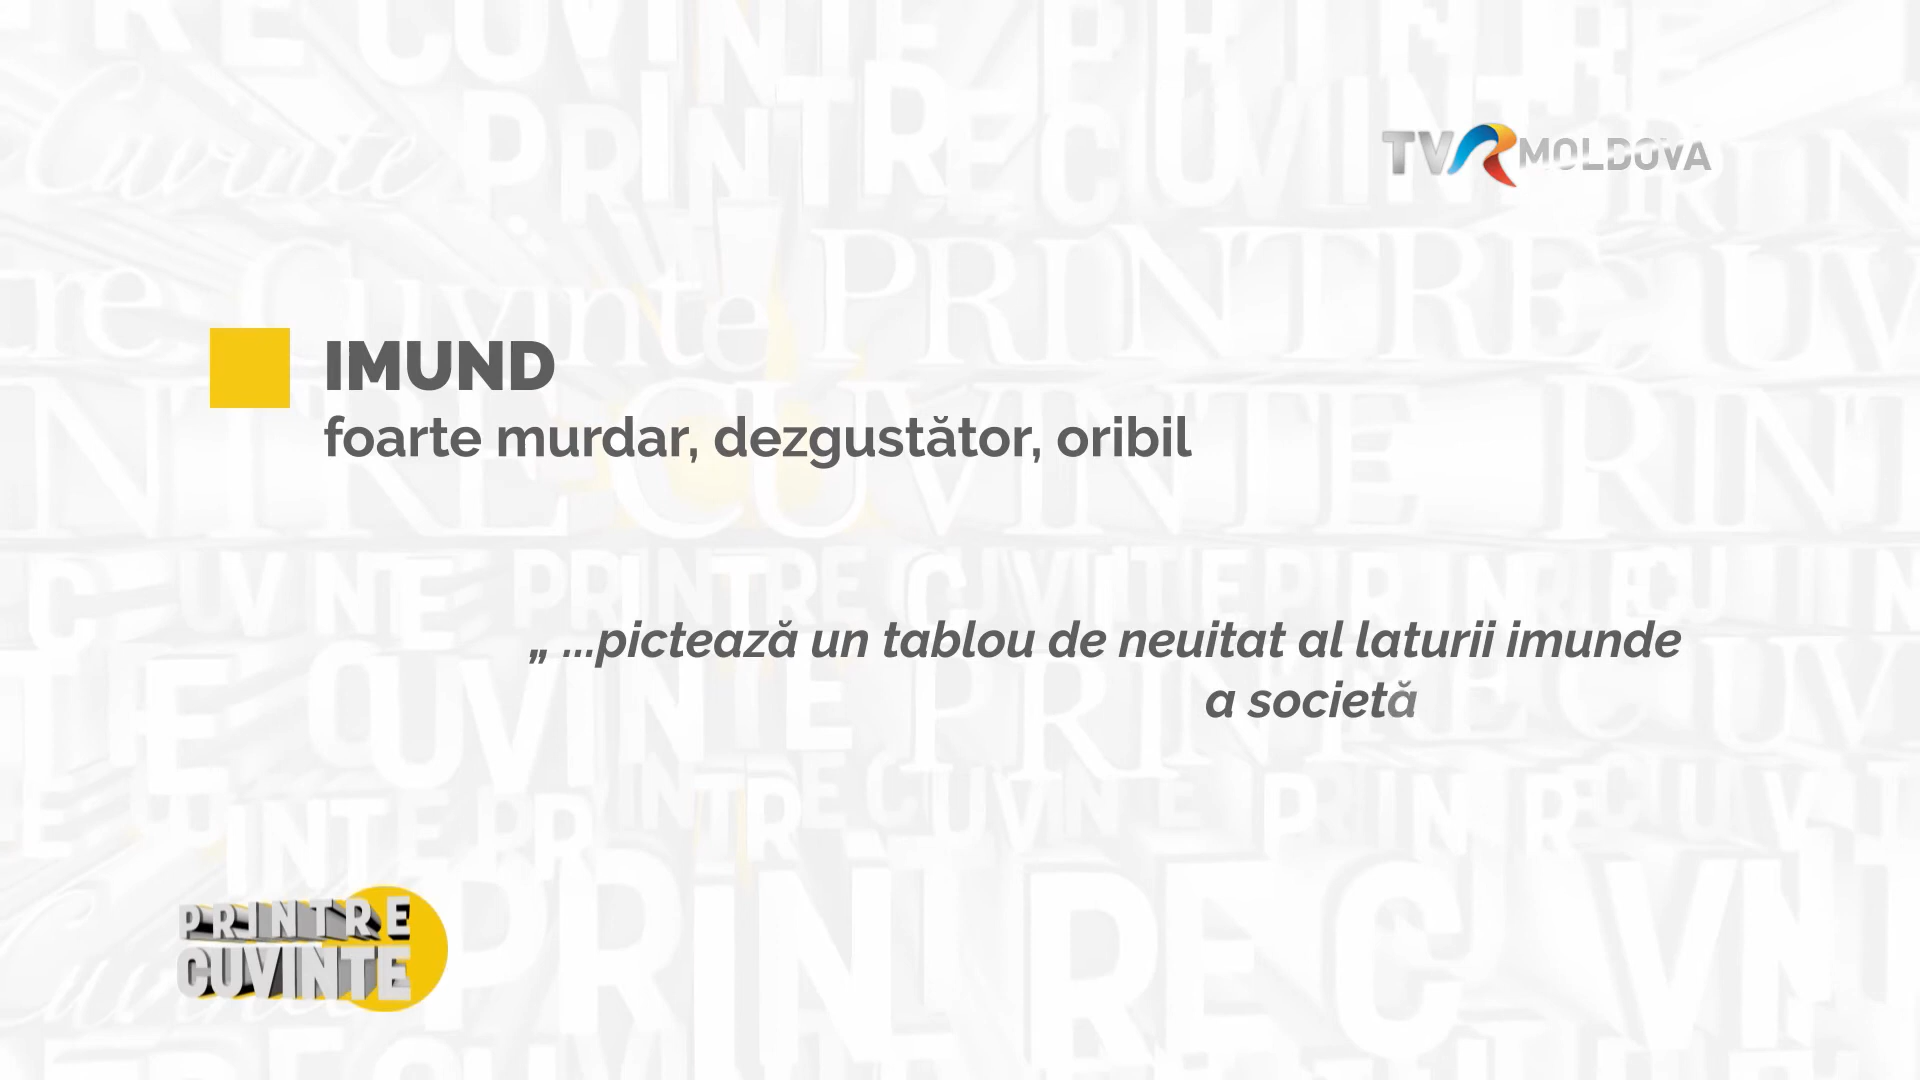 TVR MOLDOVA
IMUND
foarte murdar, dezgustător, oribil
„ ...pictează un tablou de neuitat al laturii imunde
a societă
PRINTRE
CUVINTE